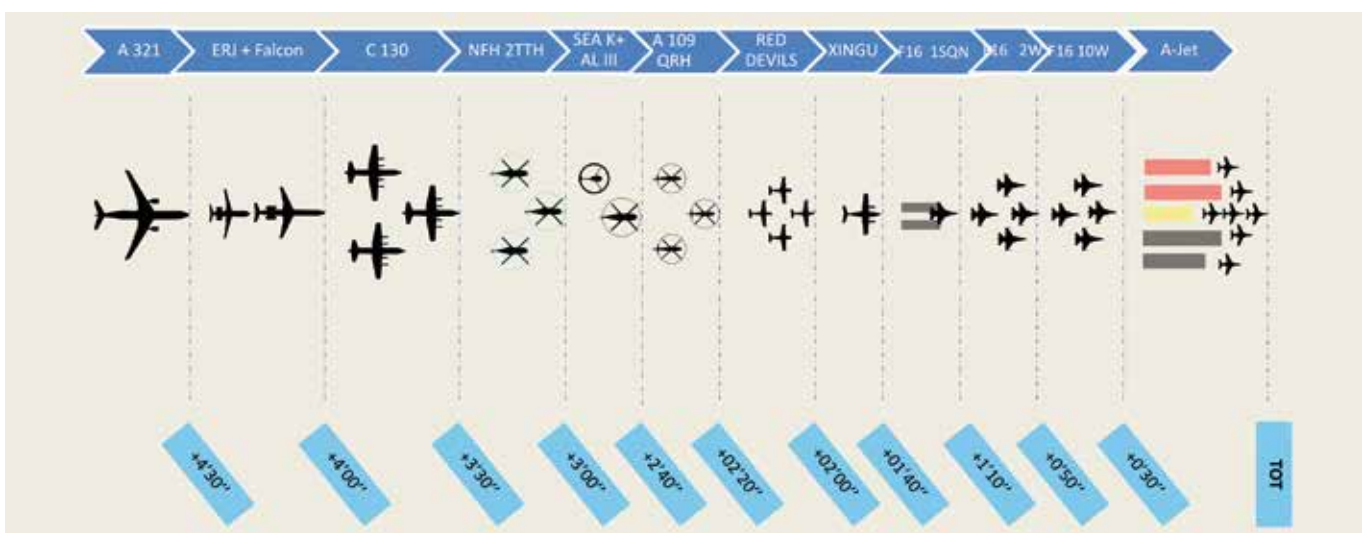 A 321
ERJ + Falcon
C 130
NFH 2TTH
SEA K+
AL III
A 109
QRH
RED
DEVILS
XINGU
F16 1SQN
F16 2W
F16 10W
A-Jet
+4'30''
+4'00''
+3'30''
+3'00''
+2'40''
+02'20''
+02'00''
+01'40''
+1'10''
+0'50''
+0'30''
TOT